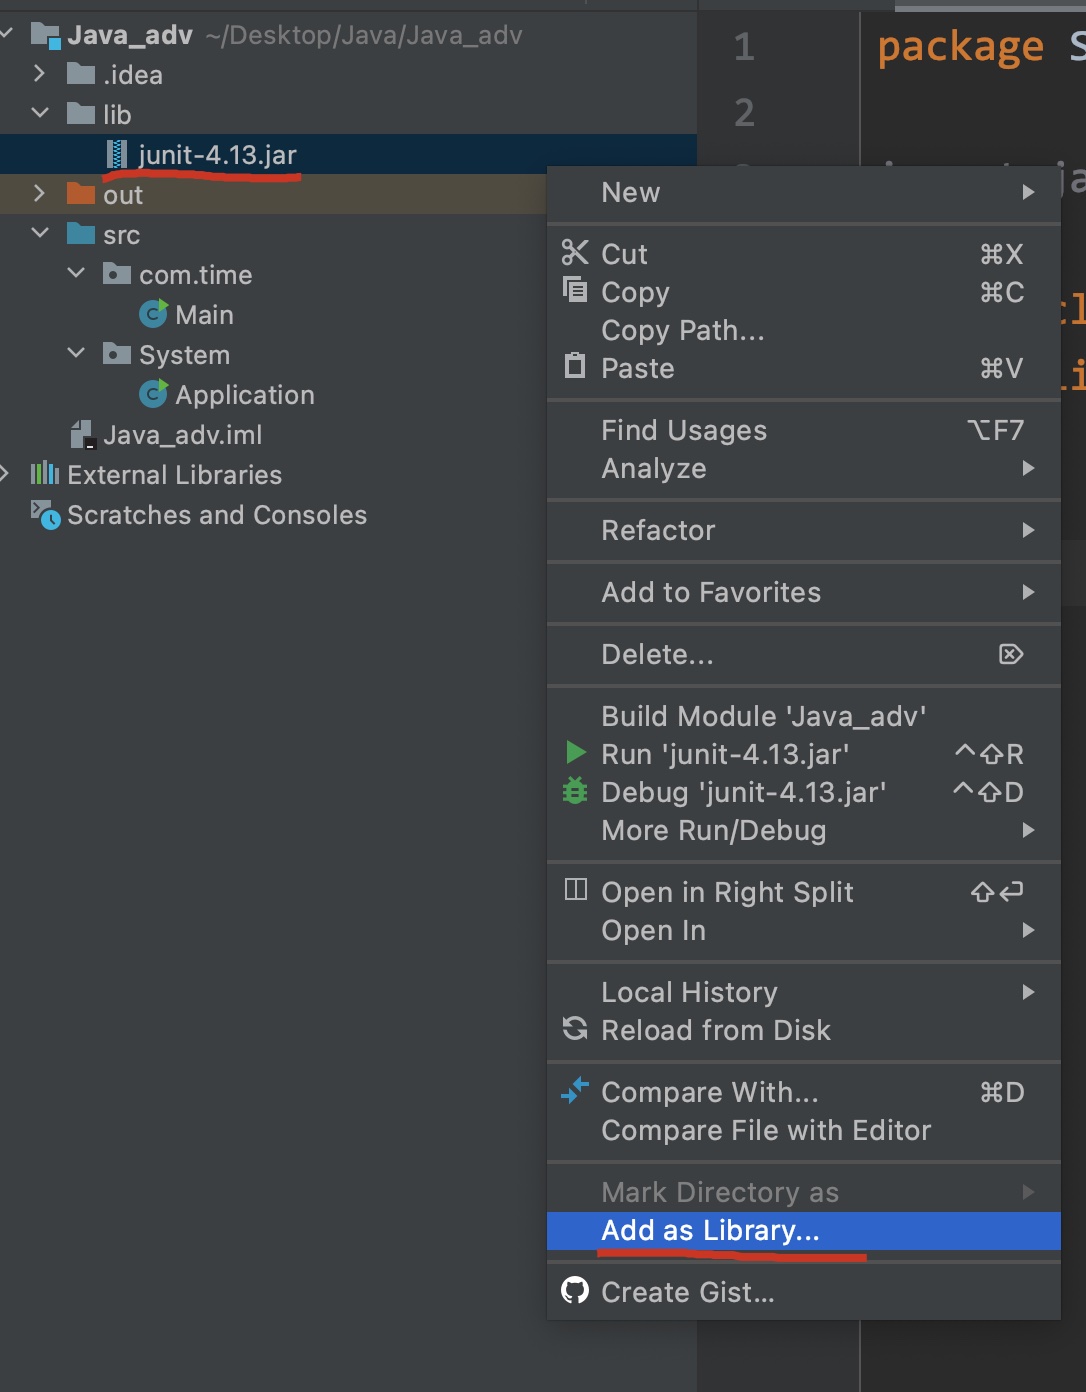 Java_adv ~/Desktop/Java/Java_adv
.idea
lib
junit-4.13.jar
out
src
com.time
Main
System
Application
Java_adv.iml
External Libraries
Scratches and Consoles
1
2
package S
New
Cut ⌘X
Copy ⌘C
Copy Path...
Paste ⌘V
Find Usages ⌥F7
Analyze
Refactor
Add to Favorites
Delete... ⌦
Build Module 'Java_adv'
Run 'junit-4.13.jar' ^⇧R
Debug 'junit-4.13.jar' ^⇧D
More Run/Debug
Open in Right Split ⇧⏎
Open In
Local History
Reload from Disk
Compare With... ⌘D
Compare File with Editor
Mark Directory as
Add as Library...
Create Gist...